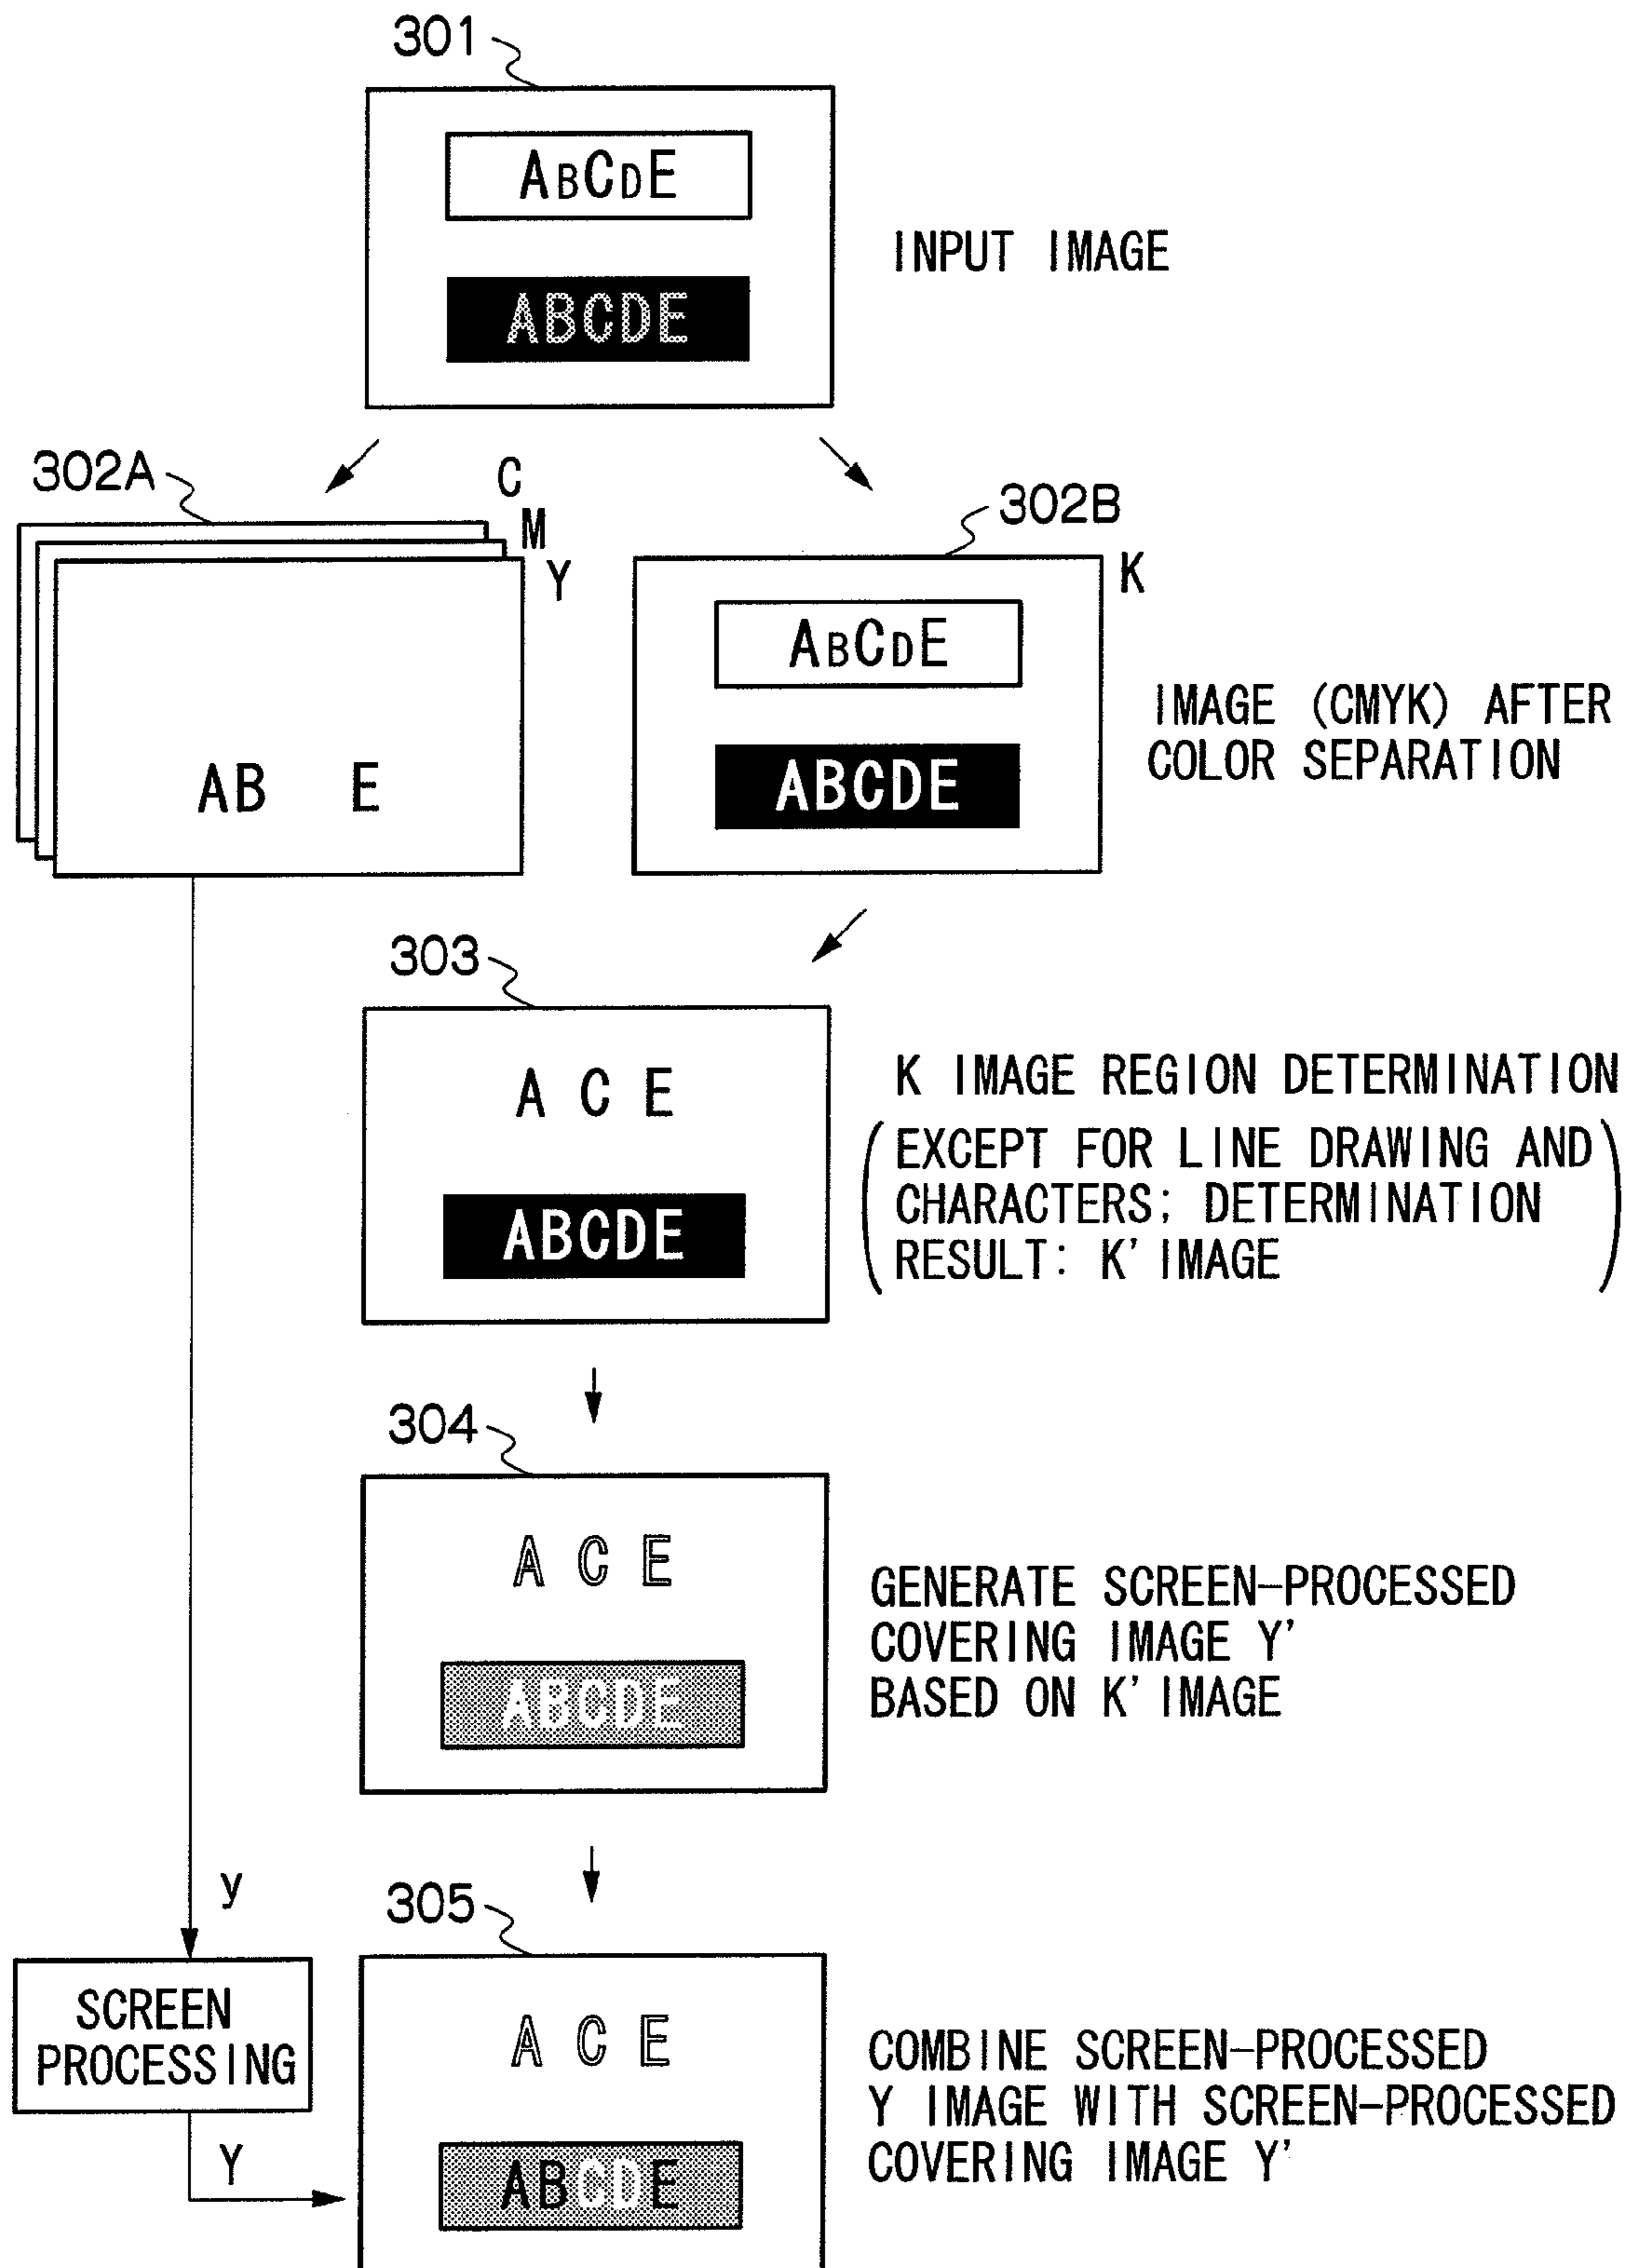 301
ABCDE
ABCDE
INPUT IMAGE
302A
C
M
Y
AB E
302B
K
ABCDE
ABCDE
IMAGE (CMYK) AFTER
COLOR SEPARATION
303
A C E
ABCDE
K IMAGE REGION DETERMINATION
(EXCEPT FOR LINE DRAWING AND
CHARACTERS; DETERMINATION
RESULT: K' IMAGE)
304
A C E
ABCDE
GENERATE SCREEN-PROCESSED
COVERING IMAGE Y'
BASED ON K' IMAGE
y
SCREEN
PROCESSING
Y
305
A C E
ABCDE
COMBINE SCREEN-PROCESSED
Y IMAGE WITH SCREEN-PROCESSED
COVERING IMAGE Y'